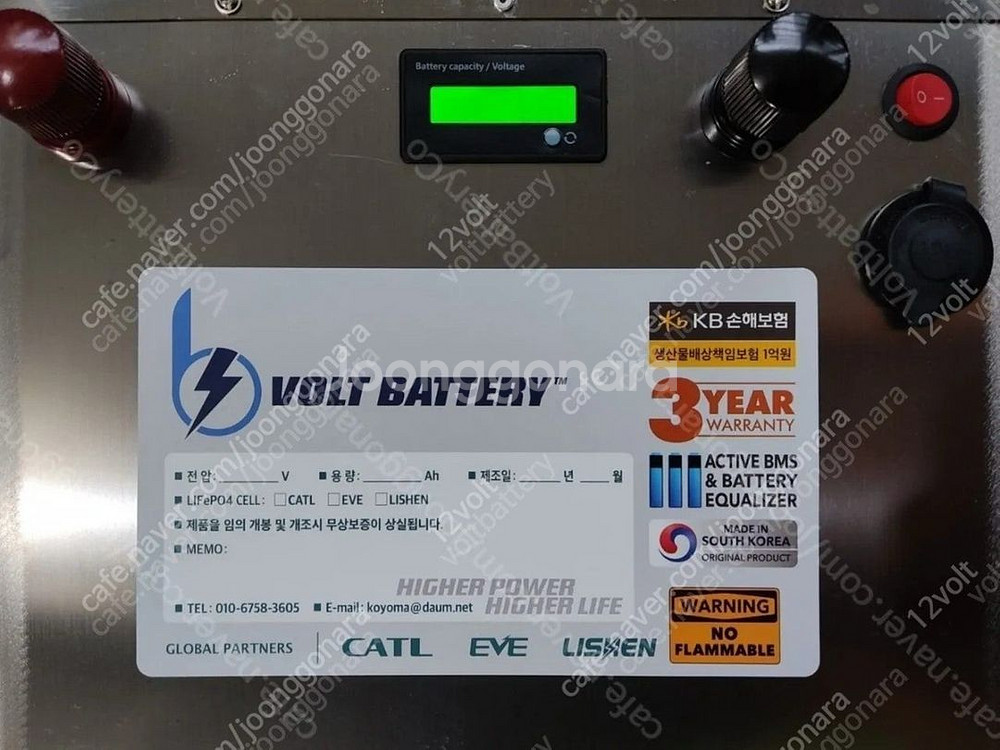 Battery capacity / Voltage
VOLT BATTERY™
KB손해보험
생산물배상책임보험 1억원
3 YEAR
WARRANTY
ACTIVE BMS
& BATTERY
EQUALIZER
MADE IN
SOUTH KOREA
ORIGINAL PRODUCT
■ 전 압: ________ V ■ 용 량: ________ Ah ■ 제조일: _____ 년 ____ 월
■ LIFePO4 CELL: □CATL □EVE □LISHEN
■ 제품을 임의 개봉 및 개조시 무상보증이 상실됩니다.
■ MEMO:
HIGHER POWER
HIGHER LIFE
■ TEL: 010-6758-3605 ■ E-mail: koyoma@daum.net
GLOBAL PARTNERS
CATL EVE LISHEN
WARNING
NO
FLAMMABLE
joonggonara
cafe.naver.com/joonggonara
12volt
voltbattery